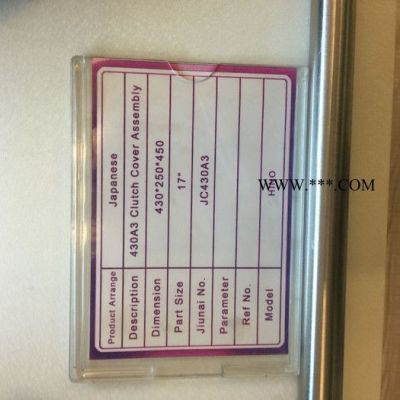 Product Arrange Japanese
Description 430A3 Clutch Cover Assembly
Dimension 430*250*450
Part Size 17"
Jiunai No. JC430A3
Parameter
Ref No.
Model HINO
WWW.***.COM